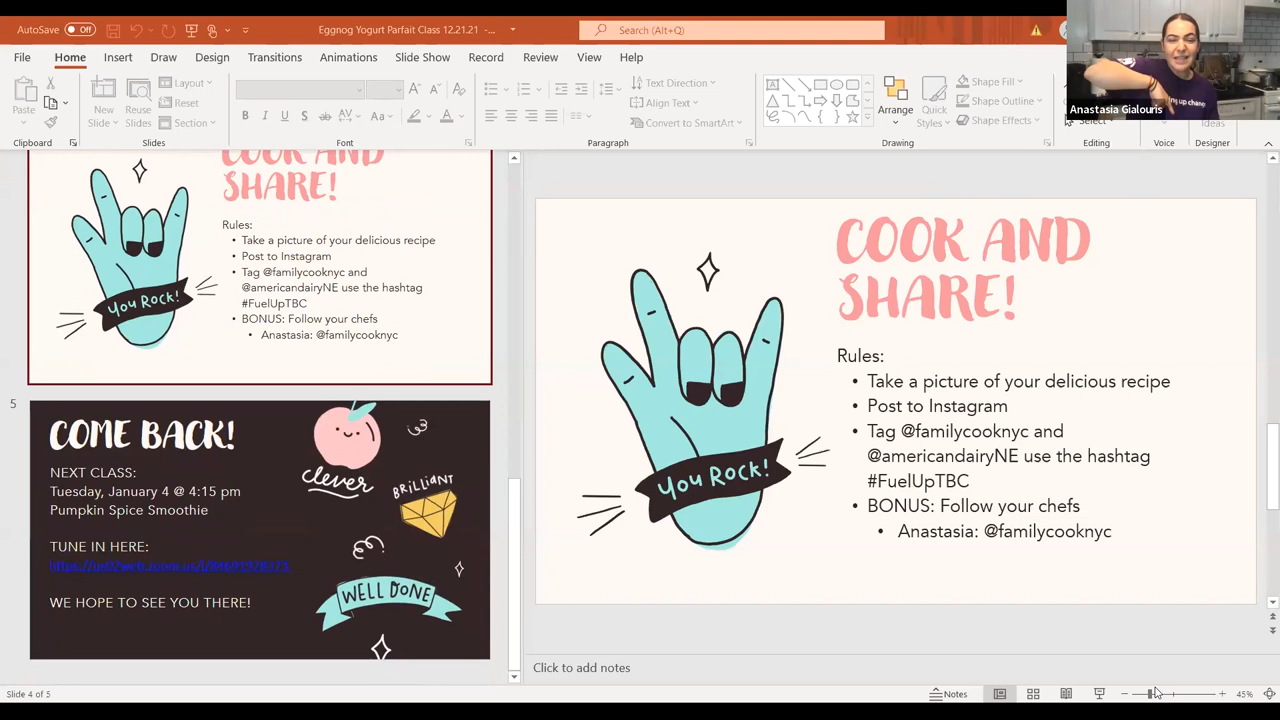 AutoSave Off Eggnog Yogurt Parfait Class 12.21.21 -... Search (Alt+Q)
File Home Insert Draw Design Transitions Animations Slide Show Record Review View Help
Paste
New Slide
Reuse Slides
Layout
Reset
Section
Text Direction
Align Text
Convert to SmartArt
Arrange
Quick Styles
Shape Fill
Shape Outline
Shape Effects
Select
Ideas
Clipboard Slides Font Paragraph Drawing Editing Voice Designer
Anastasia Gialouris
COOK AND
SHARE!
You Rock!
Rules:
• Take a picture of your delicious recipe
• Post to Instagram
• Tag @familycooknyc and
@americandairyNE use the hashtag
#FuelUpTBC
• BONUS: Follow your chefs
• Anastasia: @familycooknyc
5
COME BACK!
NEXT CLASS:
Tuesday, January 4 @ 4:15 pm
Pumpkin Spice Smoothie
TUNE IN HERE:
WE HOPE TO SEE YOU THERE!
clever
BRILLIANT
WELL DONE
COOK AND
SHARE!
You Rock!
Rules:
• Take a picture of your delicious recipe
• Post to Instagram
• Tag @familycooknyc and
@americandairyNE use the hashtag
#FuelUpTBC
• BONUS: Follow your chefs
• Anastasia: @familycooknyc
Click to add notes
Slide 4 of 5 Notes 45%